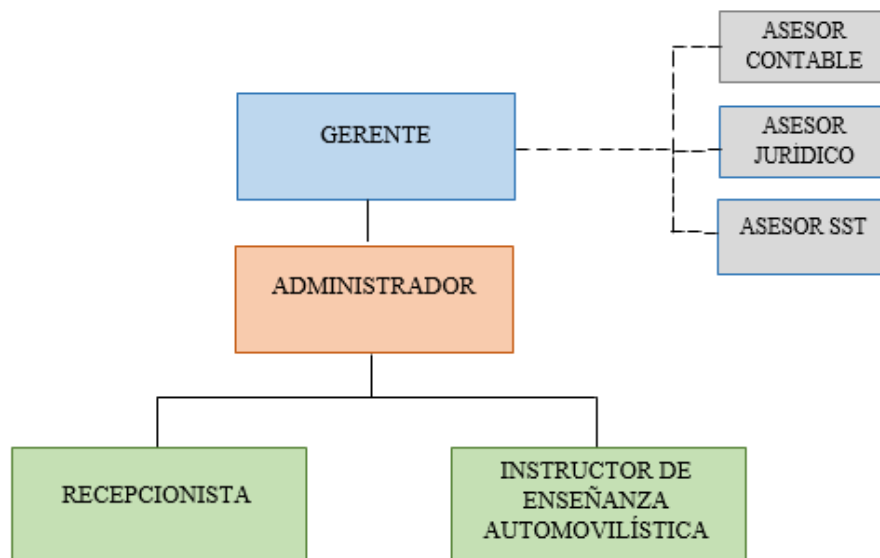 ASESOR
CONTABLE
GERENTE
ASESOR
JURÍDICO
ASESOR SST
ADMINISTRADOR
RECEPCIONISTA
INSTRUCTOR DE
ENSEÑANZA
AUTOMOVILÍSTICA